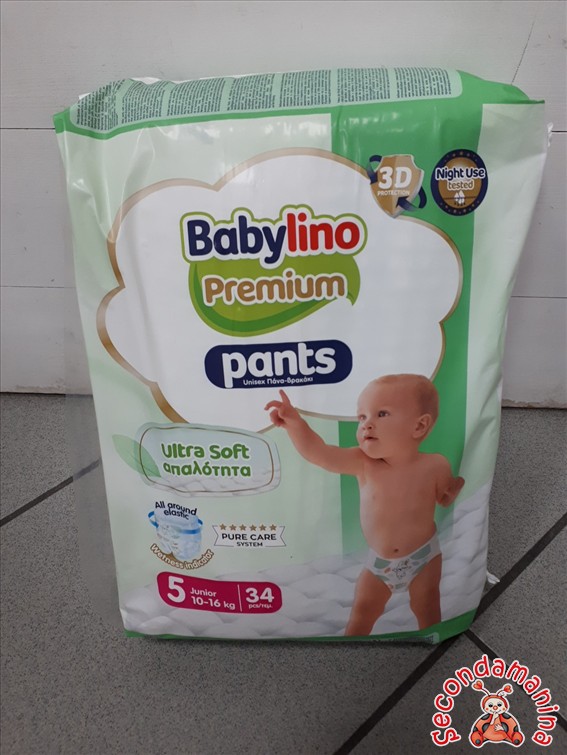 3D
PROTECTION
Night Use
tested
Babylino
Premium
pants
Unisex Πάνα-Βρακάκι
Ultra Soft
απαλότητα
All around
elastic
Wetness indicator
PURE CARE
SYSTEM
5 Junior
10-16 kg
34
pcs/τεμ.
Secondamanina